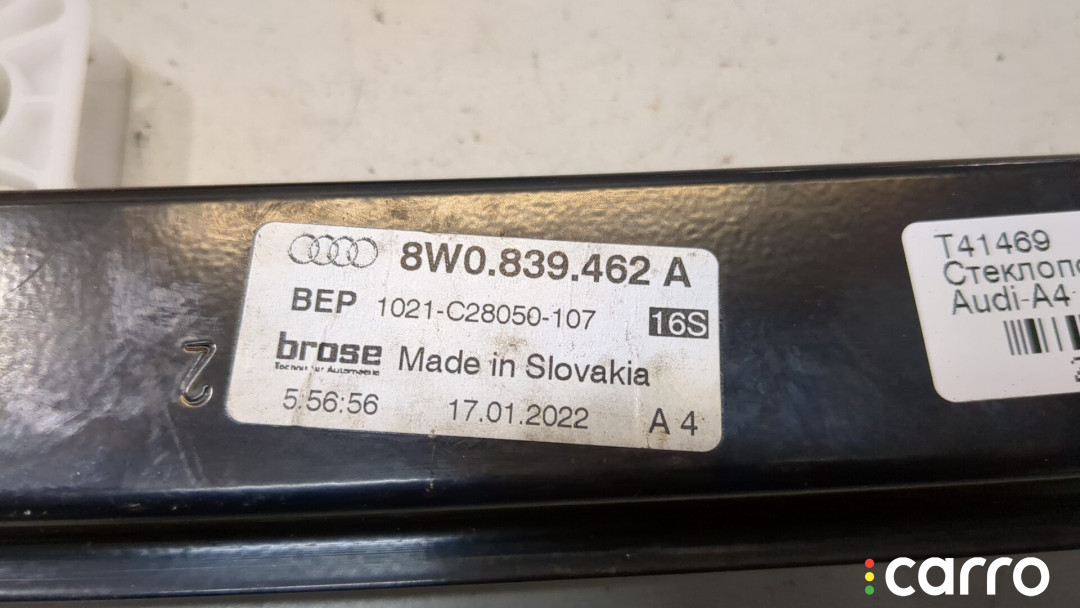 8W0.839.462 A
BEP 1021-C28050-107 16S
brose Made in Slovakia
5:56:56 17.01.2022 A 4
2
T41469
Audi-A4
carro